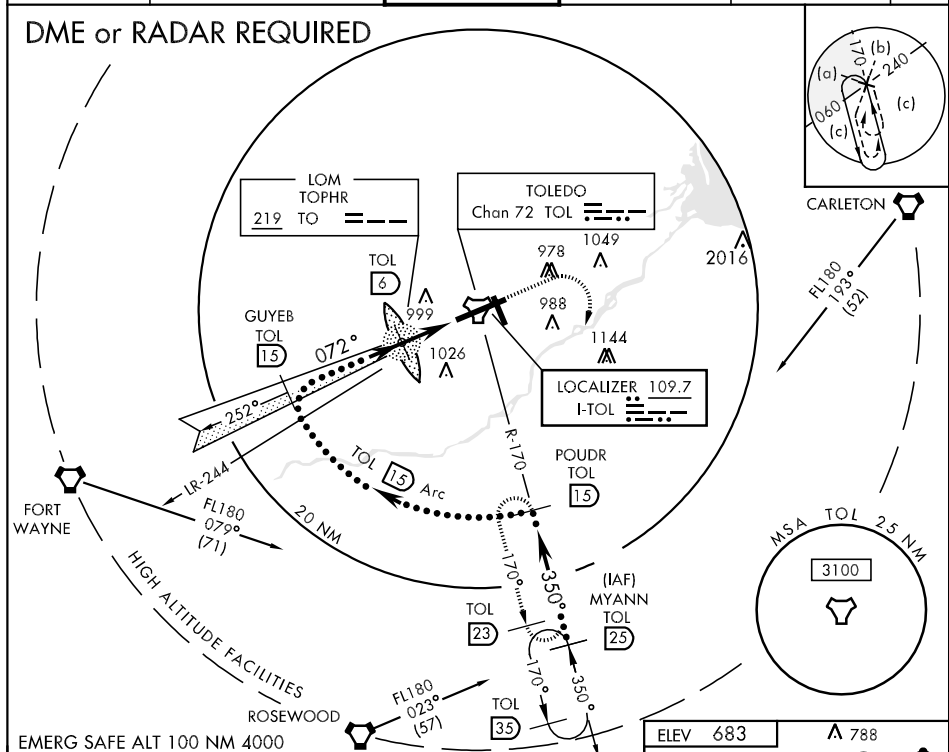 DME or RADAR REQUIRED
170
(a)
(b)
240
060
(c)
(c)
LOM
TOPHR
219 TO
TOLEDO
Chan 72 TOL
CARLETON
FL180
193°
(52)
TOL
6
978
1049
2016
999
988
GUYEB
TOL
15
072°
1026
1144
LOCALIZER 109.7
I-TOL
252°
LR-244
TOL 15 Arc
R-170
POUDR
TOL
15
FORT
WAYNE
FL180
079°
(71)
20 NM
HIGH ALTITUDE FACILITIES
170°
350°
(IAF)
MYANN
TOL
25
MSA TOL 25 NM
3100
TOL
23
170°
350°
TOL
35
ROSEWOOD
FL180
023°
(57)
EMERG SAFE ALT 100 NM 4000
ELEV 683
788